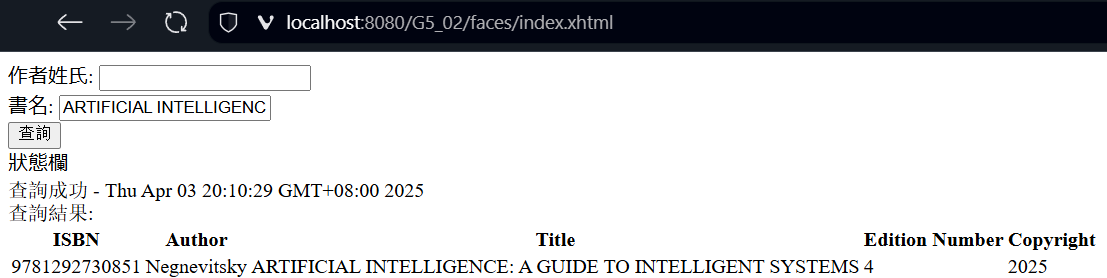 localhost:8080/G5_02/faces/index.xhtml
作者姓氏:
書名: ARTIFICIAL INTELLIGENC
查詢
狀態欄
查詢成功 - Thu Apr 03 20:10:29 GMT+08:00 2025
查詢結果:
ISBN Author Title Edition Number Copyright
9781292730851 Negnevitsky ARTIFICIAL INTELLIGENCE: A GUIDE TO INTELLIGENT SYSTEMS 4 2025